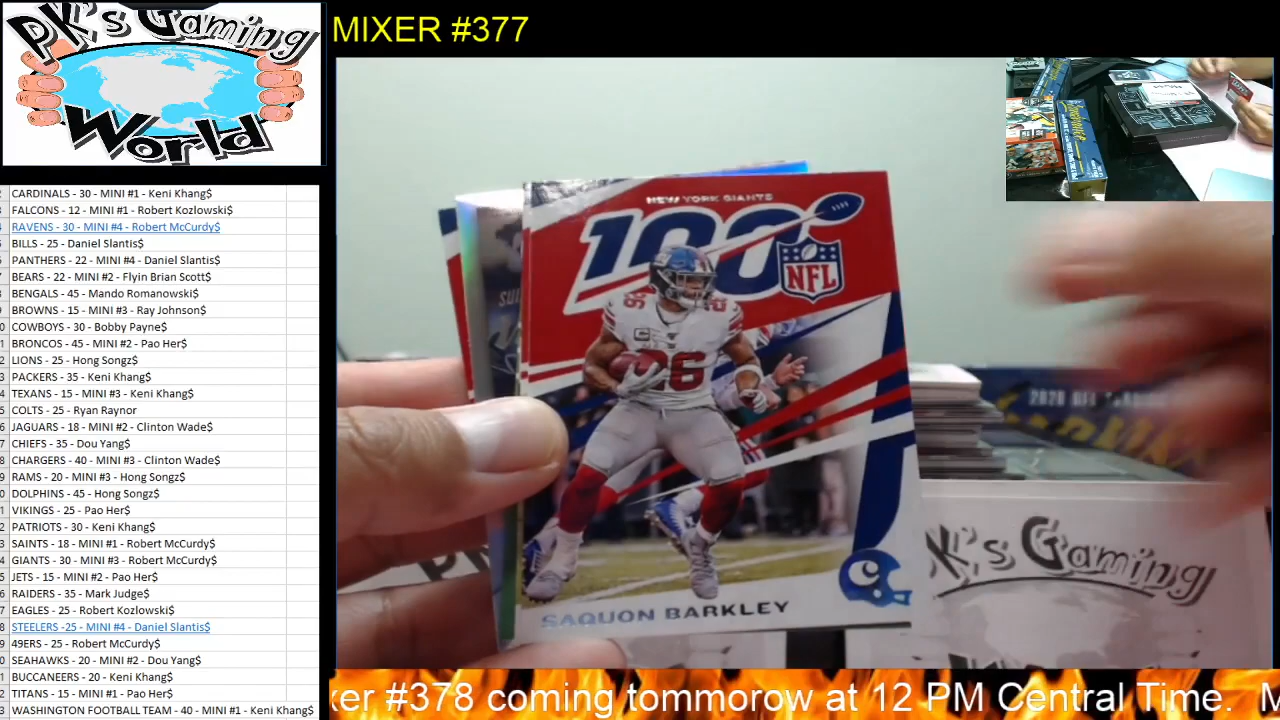 PK's Gaming
World
MIXER #377
CARDINALS - 30 - MINI #1 - Keni Khang$
FALCONS - 12 - MINI #1 - Robert Kozlowski$
RAVENS - 30 - MINI #4 - Robert McCurdy$
BILLS - 25 - Daniel Slantis$
PANTHERS - 22 - MINI #4 - Daniel Slantis$
BEARS - 22 - MINI #2 - Flyin Brian Scott$
BENGALS - 45 - Mando Romanowski$
BROWNS - 15 - MINI #3 - Ray Johnson$
COWBOYS - 30 - Bobby Payne$
BRONCOS - 45 - MINI #2 - Pao Her$
LIONS - 25 - Hong Songz$
PACKERS - 35 - Keni Khang$
TEXANS - 15 - MINI #3 - Keni Khang$
COLTS - 25 - Ryan Raynor
JAGUARS - 18 - MINI #2 - Clinton Wade$
CHIEFS - 35 - Dou Yang$
CHARGERS - 40 - MINI #3 - Clinton Wade$
RAMS - 20 - MINI #3 - Hong Songz$
DOLPHINS - 45 - Hong Songz$
VIKINGS - 25 - Pao Her$
PATRIOTS - 30 - Keni Khang$
SAINTS - 18 - MINI #1 - Robert McCurdy$
GIANTS - 30 - MINI #3 - Robert McCurdy$
JETS - 15 - MINI #2 - Pao Her$
RAIDERS - 35 - Mark Judge$
EAGLES - 25 - Robert Kozlowski$
STEELERS -25 - MINI #4 - Daniel Slantis$
49ERS - 25 - Robert McCurdy$
SEAHAWKS - 20 - MINI #2 - Dou Yang$
BUCCANEERS - 20 - Keni Khang$
TITANS - 15 - MINI #1 - Pao Her$
WASHINGTON FOOTBALL TEAM - 40 - MINI #1 - Keni Khang$
NEW YORK GIANTS
100
NFL
26
SAQUON BARKLEY
2020 NFL
PK's Gaming
xer #378 coming tommorow at 12 PM Central Time. M